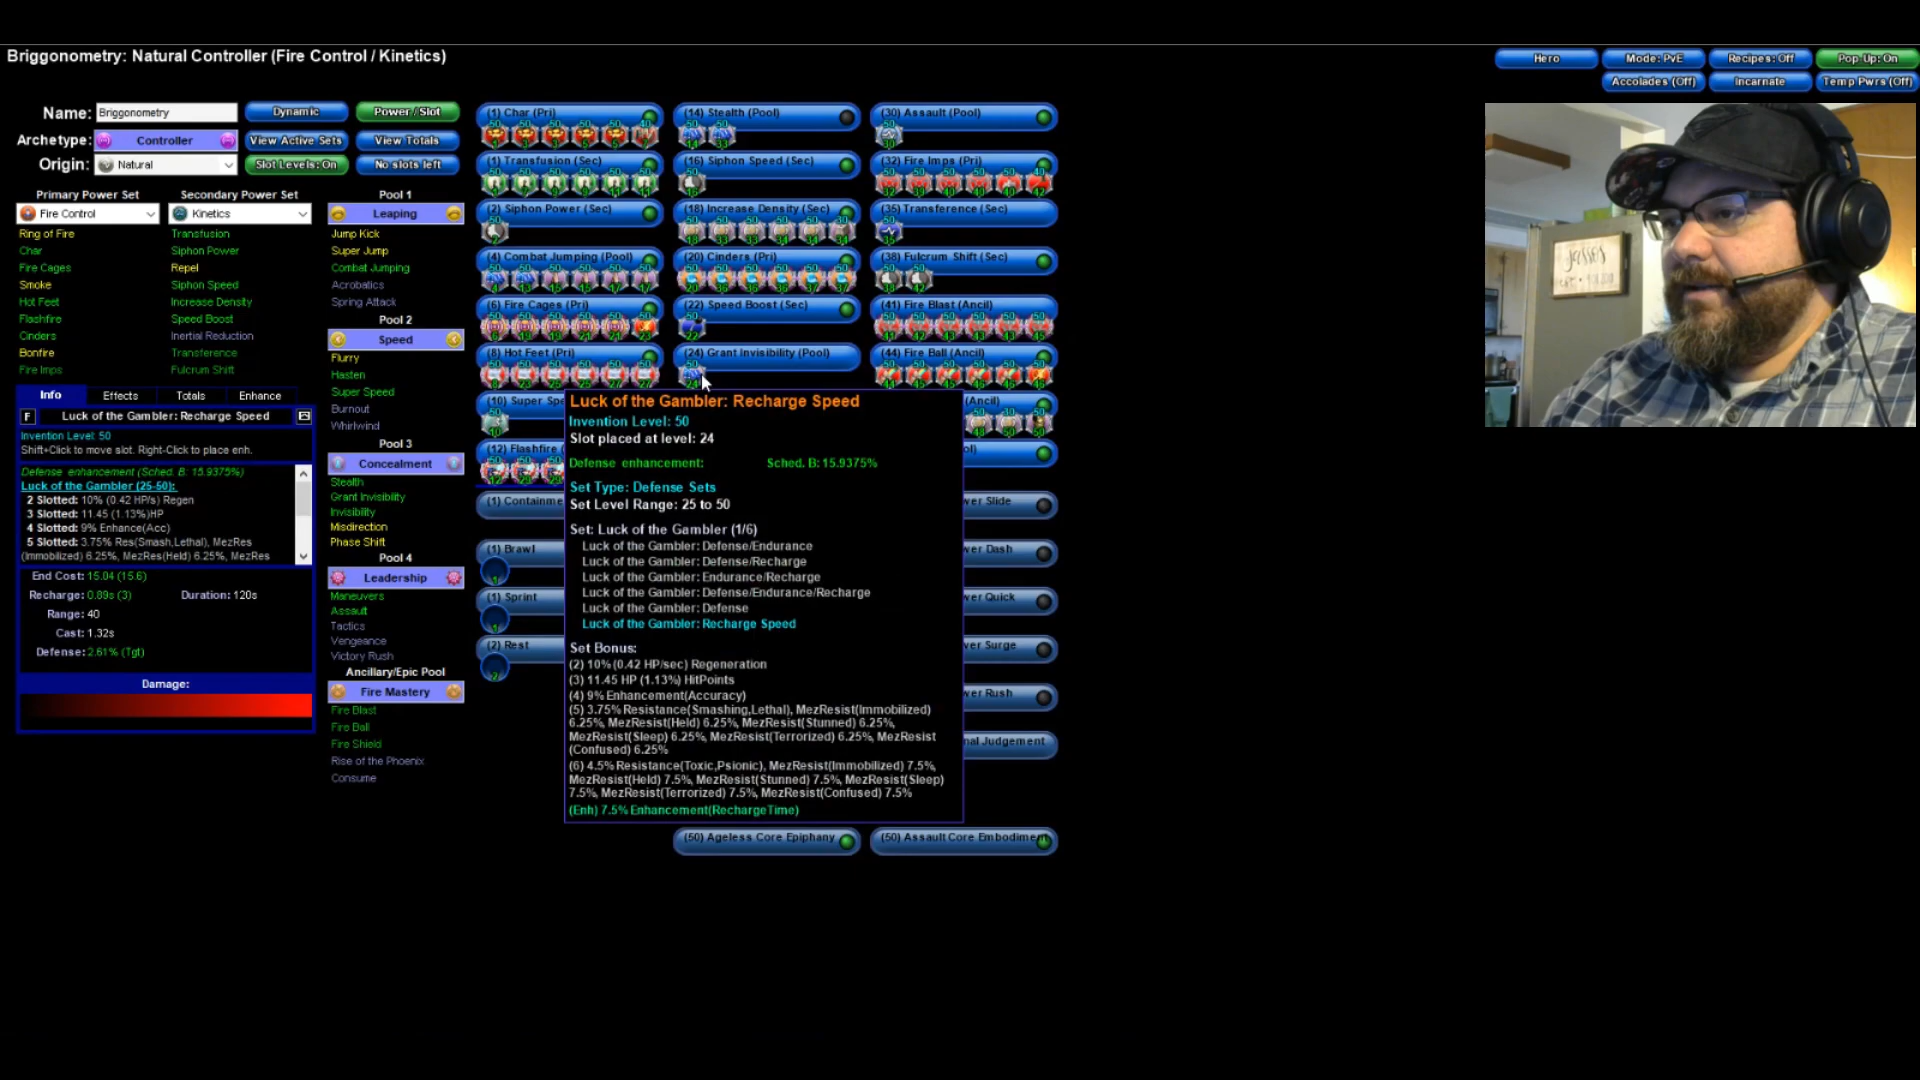 Briggonometry: Natural Controller (Fire Control / Kinetics)
Hero
Mode: PvE
Recipes: Off
Pop-Up: On
Accolades (Off)
Incarnate
Temp Pwrs (Off)
Name:
Briggonometry
Dynamic
Power / Slot
Archetype:
Controller
View Active Sets
View Totals
Origin:
Natural
Slot Levels: On
No slots left
Primary Power Set
Secondary Power Set
Fire Control
Kinetics
Ring of Fire
Char
Fire Cages
Smoke
Hot Feet
Flashfire
Cinders
Bonfire
Fire Imps
Transfusion
Siphon Power
Repel
Siphon Speed
Increase Density
Speed Boost
Inertial Reduction
Transference
Fulcrum Shift
Pool 1
Leaping
Jump Kick
Super Jump
Combat Jumping
Acrobatics
Spring Attack
Pool 2
Speed
Flurry
Hasten
Super Speed
Burnout
Whirlwind
Pool 3
Concealment
Stealth
Grant Invisibility
Invisibility
Misdirection
Phase Shift
Pool 4
Leadership
Maneuvers
Assault
Tactics
Vengeance
Victory Rush
Ancillary/Epic Pool
Fire Mastery
Fire Blast
Fire Ball
Fire Shield
Rise of the Phoenix
Consume
Info
Effects
Totals
Enhance
F
Luck of the Gambler: Recharge Speed
Invention Level: 50
Shift+Click to move slot. Right-Click to place enh.
Defense enhancement (Sched. B: 15.9375%)
Luck of the Gambler (25-50):
2 Slotted: 10% (0.42 HP/s) Regen
3 Slotted: 11.45 (1.13%)HP
4 Slotted: 9% Enhance(Acc)
5 Slotted: 3.75% Res(Smash,Lethal), MezRes
(Immobilized) 6.25%, MezRes(Held) 6.25%, MezRes
End Cost: 15.04 (15.6)
Recharge: 0.89s (3)
Duration: 120s
Range: 40
Cast: 1.32s
Defense: 2.61% (Tgt)
Damage:
(1) Char (Pri)
(1) Transfusion (Sec)
(2) Siphon Power (Sec)
(4) Combat Jumping (Pool)
(6) Fire Cages (Pri)
(8) Hot Feet (Pri)
(10) Super Spe
(12) Flashfire (
(1) Containme
(1) Brawl
(1) Sprint
(2) Rest
(14) Stealth (Pool)
(16) Siphon Speed (Sec)
(18) Increase Density (Sec)
(20) Cinders (Pri)
(22) Speed Boost (Sec)
(24) Grant Invisibility (Pool)
(30) Assault (Pool)
(32) Fire Imps (Pri)
(35) Transference (Sec)
(38) Fulcrum Shift (Sec)
(41) Fire Blast (Ancil)
(44) Fire Ball (Ancil)
(Ancil)
ol)
wer Slide
wer Dash
wer Quick
wer Surge
wer Rush
nal Judgement
(50) Ageless Core Epiphany
(50) Assault Core Embodiment
Luck of the Gambler: Recharge Speed
Invention Level: 50
Slot placed at level: 24
Defense enhancement: Sched. B: 15.9375%
Set Type: Defense Sets
Set Level Range: 25 to 50
Set: Luck of the Gambler (1/6)
Luck of the Gambler: Defense/Endurance
Luck of the Gambler: Defense/Recharge
Luck of the Gambler: Endurance/Recharge
Luck of the Gambler: Defense/Endurance/Recharge
Luck of the Gambler: Defense
Luck of the Gambler: Recharge Speed
Set Bonus:
(2) 10% (0.42 HP/sec) Regeneration
(3) 11.45 HP (1.13%) HitPoints
(4) 9% Enhancement(Accuracy)
(5) 3.75% Resistance(Smashing,Lethal), MezResist(Immobilized)
6.25%, MezResist(Held) 6.25%, MezResist(Stunned) 6.25%,
MezResist(Sleep) 6.25%, MezResist(Terrorized) 6.25%, MezResist
(Confused) 6.25%
(6) 4.5% Resistance(Toxic,Psionic), MezResist(Immobilized) 7.5%,
MezResist(Held) 7.5%, MezResist(Stunned) 7.5%, MezResist(Sleep)
7.5%, MezResist(Terrorized) 7.5%, MezResist(Confused) 7.5%
(Enh) 7.5% Enhancement(RechargeTime)